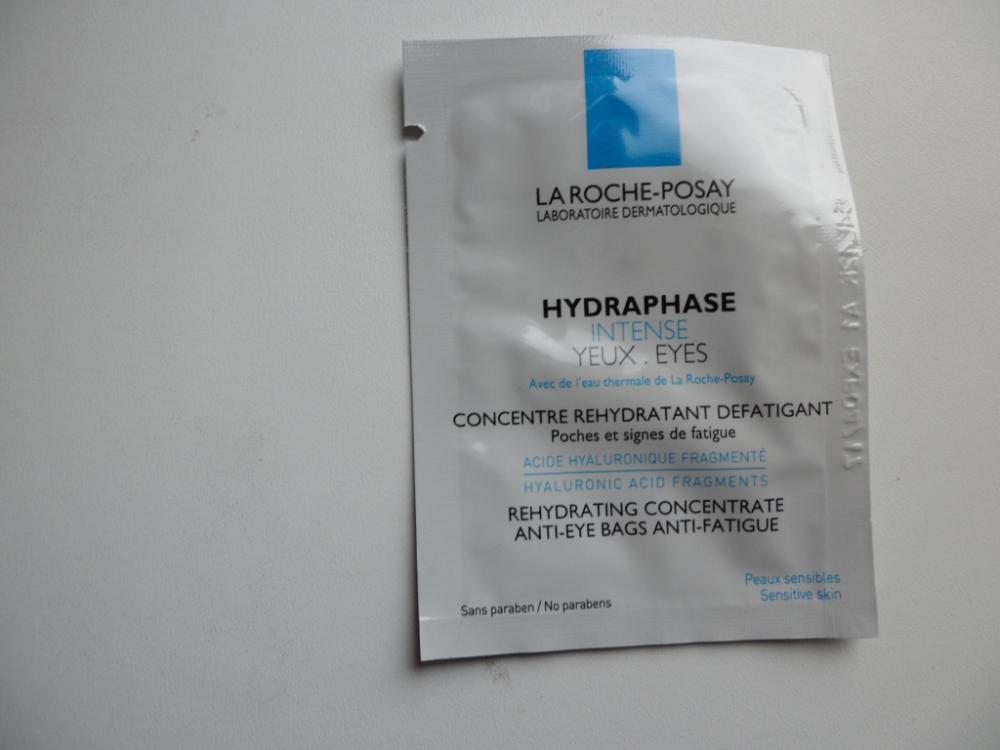 LA ROCHE-POSAY
LABORATOIRE DERMATOLOGIQUE
HYDRAPHASE
INTENSE
YEUX . EYES
Avec de l'eau thermale de La Roche-Posay
CONCENTRE REHYDRATANT DEFATIGANT
Poches et signes de fatigue
ACIDE HYALURONIQUE FRAGMENTÉ
HYALURONIC ACID FRAGMENTS
REHYDRATING CONCENTRATE
ANTI-EYE BAGS ANTI-FATIGUE
Peaux sensibles
Sensitive skin
Sans paraben / No parabens